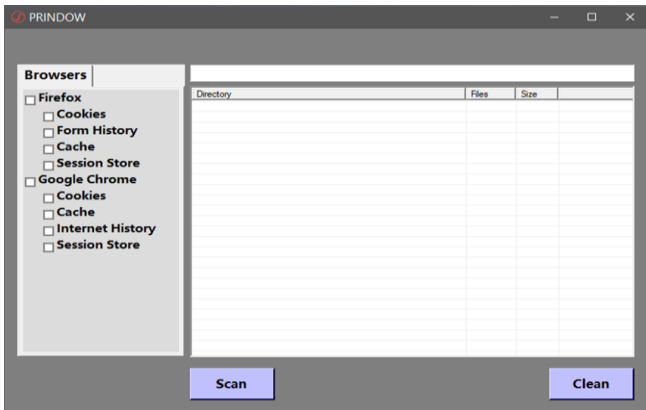 PRINDOW
Browsers
Firefox
Cookies
Form History
Cache
Session Store
Google Chrome
Cookies
Cache
Internet History
Session Store
Directory Files Size
Scan Clean